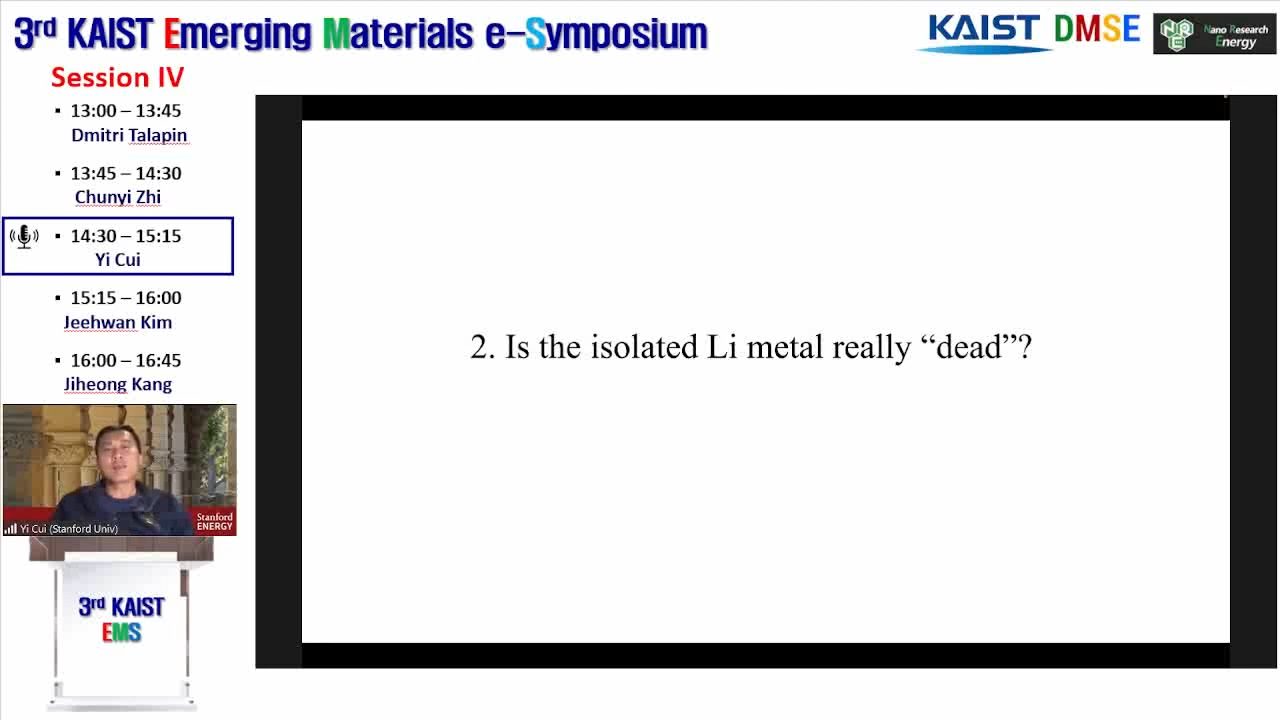 3rd KAIST Emerging Materials e-Symposium
KAIST DMSE
NRE
Nano Research
Energy
Session IV
▪ 13:00 – 13:45
Dmitri Talapin
▪ 13:45 – 14:30
Chunyi Zhi
▪ 14:30 – 15:15
Yi Cui
▪ 15:15 – 16:00
Jeehwan Kim
▪ 16:00 – 16:45
Jiheong Kang
2. Is the isolated Li metal really “dead”?
Stanford
ENERGY
Yi Cui (Stanford Univ)
3rd KAIST
EMS